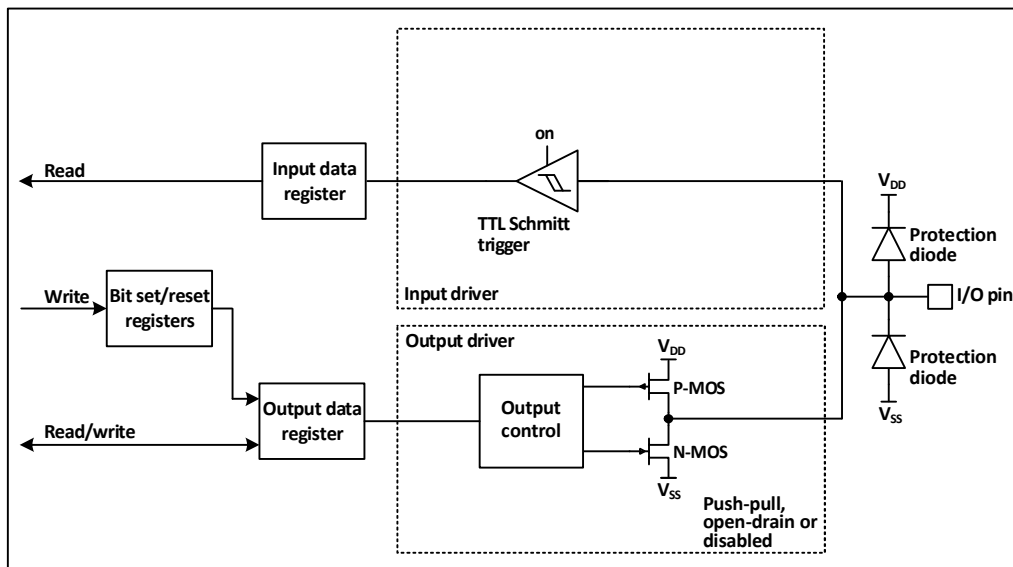 on
Read
Input data
register
TTL Schmitt
trigger
V_DD
Protection
diode
Write
Bit set/reset
registers
Input driver
I/O pin
Output driver
V_DD
P-MOS
Protection
diode
Output data
register
Output
control
V_SS
Read/write
N-MOS
V_SS
Push-pull,
open-drain or
disabled